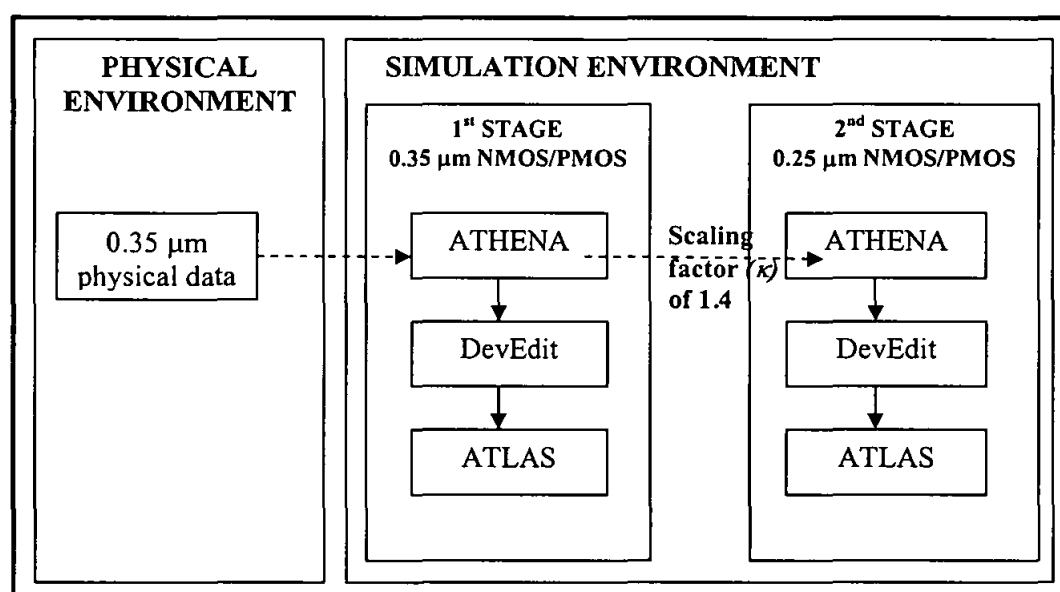 PHYSICAL
ENVIRONMENT
0.35 μm
physical data
SIMULATION ENVIRONMENT
1st STAGE
0.35 μm NMOS/PMOS
ATHENA
DevEdit
ATLAS
Scaling
factor (κ)
of 1.4
2nd STAGE
0.25 μm NMOS/PMOS
ATHENA
DevEdit
ATLAS